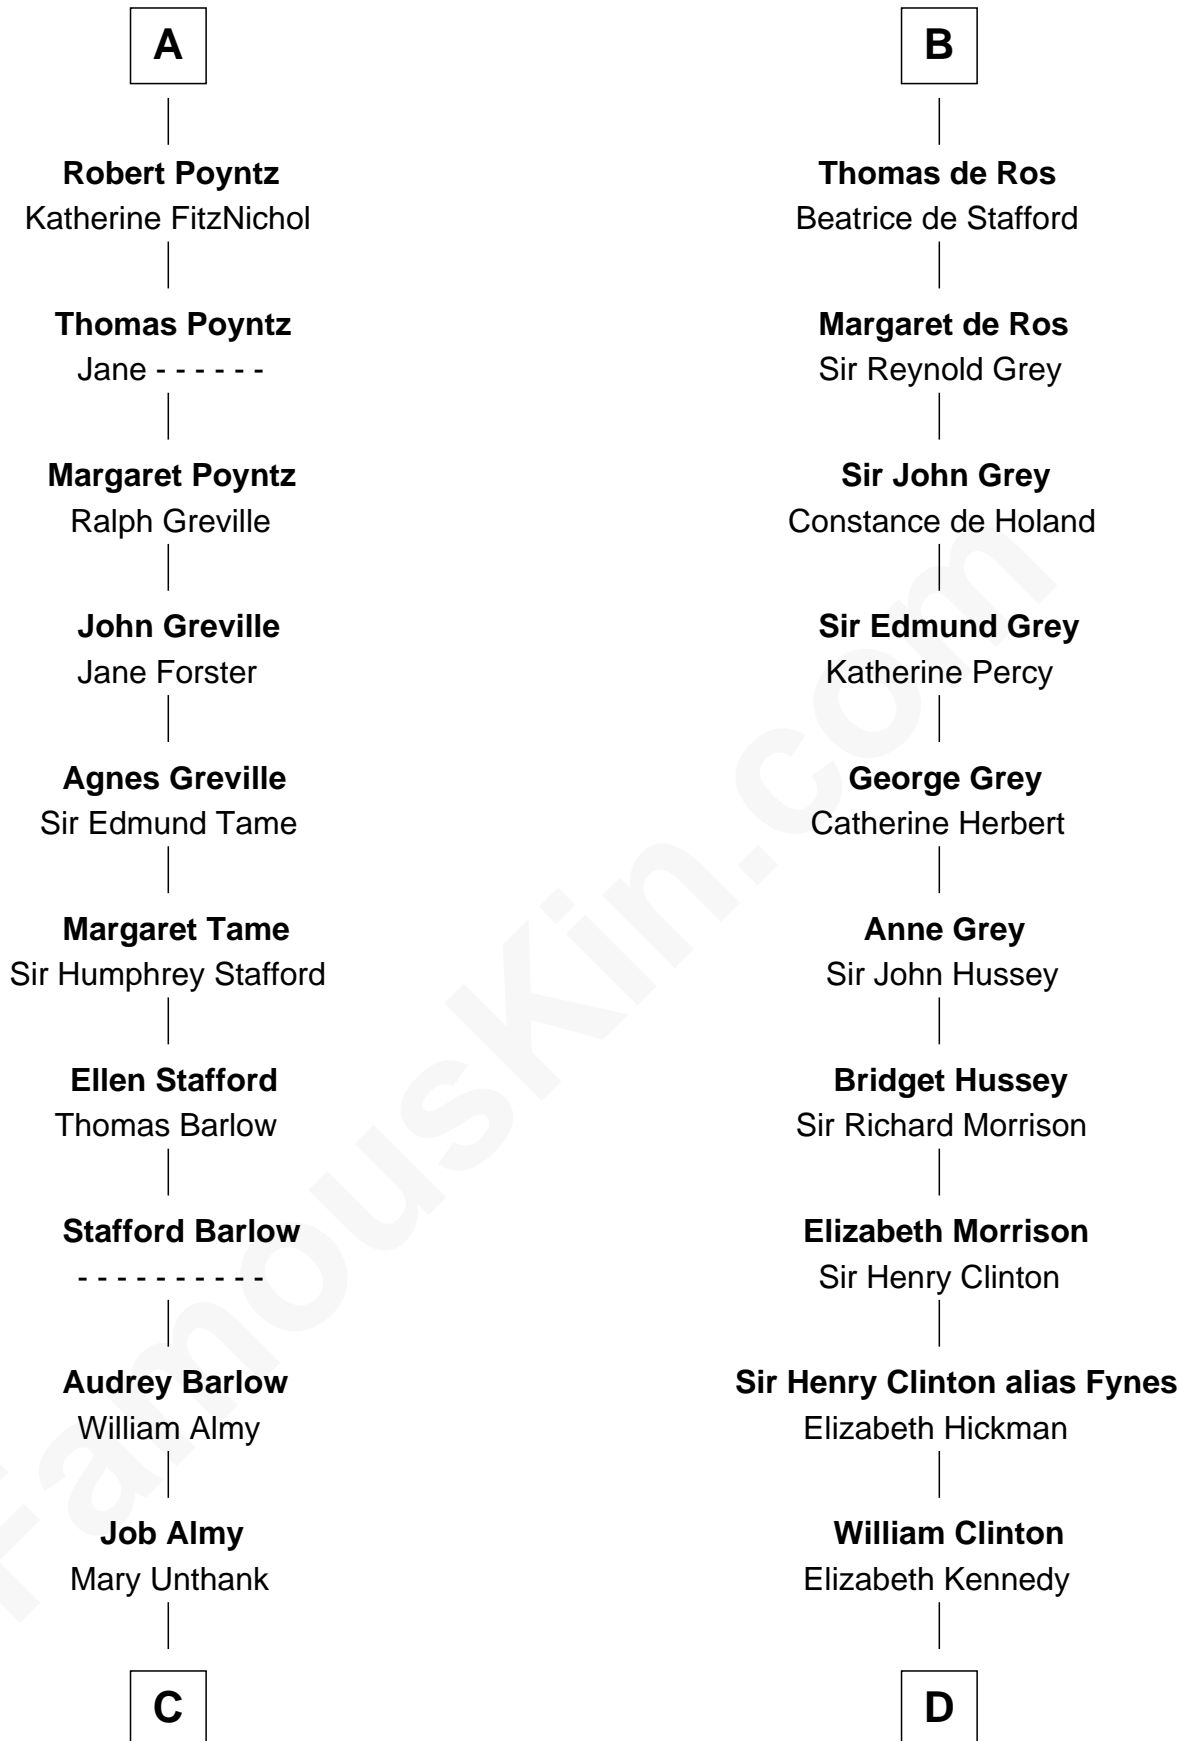 A
Robert Poyntz
Katherine FitzNichol
Thomas Poyntz
Jane - - - - - -
Margaret Poyntz
Ralph Greville
John Greville
Jane Forster
Agnes Greville
Sir Edmund Tame
Margaret Tame
Sir Humphrey Stafford
Ellen Stafford
Thomas Barlow
Stafford Barlow
- - - - - - - - - -
Audrey Barlow
William Almy
Job Almy
Mary Unthank
C
B
Thomas de Ros
Beatrice de Stafford
Margaret de Ros
Sir Reynold Grey
Sir John Grey
Constance de Holand
Sir Edmund Grey
Katherine Percy
George Grey
Catherine Herbert
Anne Grey
Sir John Hussey
Bridget Hussey
Sir Richard Morrison
Elizabeth Morrison
Sir Henry Clinton
Sir Henry Clinton alias Fynes
Elizabeth Hickman
William Clinton
Elizabeth Kennedy
D
FamousKin.com